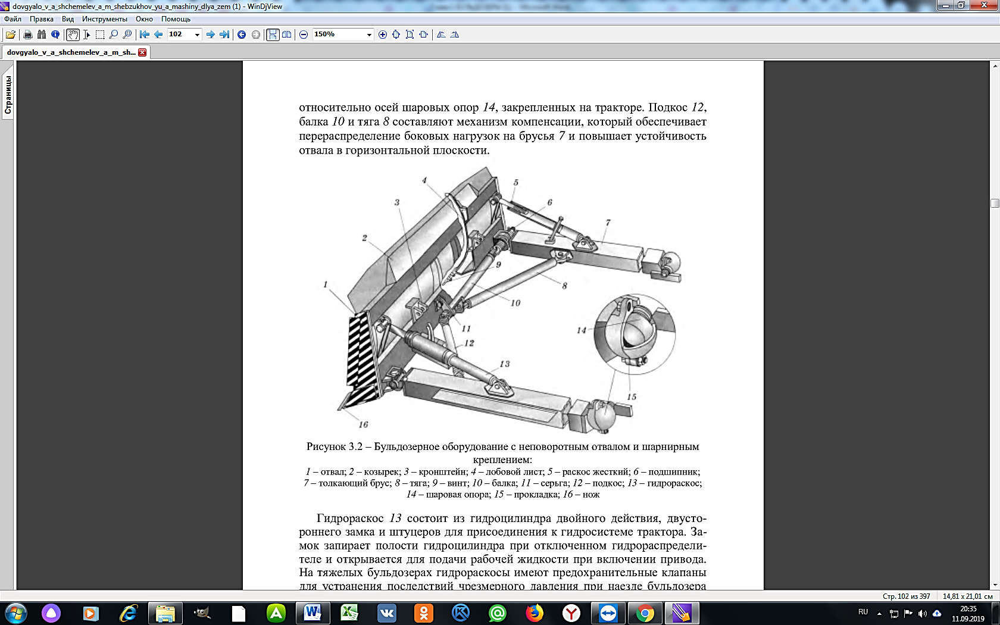 dovgyalo_v_a_shchemelev_a_m_shebzukhov_yu_a_mashiny_dlya_zem (1) - WinDjView
Файл Правка Вид Инструменты Окно Помощь
102 150%
dovgyalo_v_a_shchemelev_a_m_sh...
Страницы
относительно осей шаровых опор 14, закрепленных на тракторе. Подкос 12,
балка 10 и тяга 8 составляют механизм компенсации, который обеспечивает
перераспределение боковых нагрузок на брусья 7 и повышает устойчивость
отвала в горизонтальной плоскости.
4
5
3
6
7
2
9
1
8
10
14
11
12
13
15
16
Рисунок 3.2 – Бульдозерное оборудование с неповоротным отвалом и шарнирным
креплением:
1 – отвал; 2 – козырек; 3 – кронштейн; 4 – лобовой лист; 5 – раскос жесткий; 6 – подшипник;
7 – толкающий брус; 8 – тяга; 9 – винт; 10 – балка; 11 – серьга; 12 – подкос; 13 – гидрораскос;
14 – шаровая опора; 15 – прокладка; 16 – нож
Гидрораскос 13 состоит из гидроцилиндра двойного действия, двусто-
роннего замка и штуцеров для присоединения к гидросистеме трактора. За-
мок запирает полости гидроцилиндра при отключенном гидрораспредели-
теле и открывается для подачи рабочей жидкости при включении привода.
На тяжелых бульдозерах гидрораскосы имеют предохранительные клапаны
для устранения последствий чрезмерного давления при наезде бульдозера
Стр. 102 из 397 14,81 x 21,01 см
RU
20:35
11.09.2019